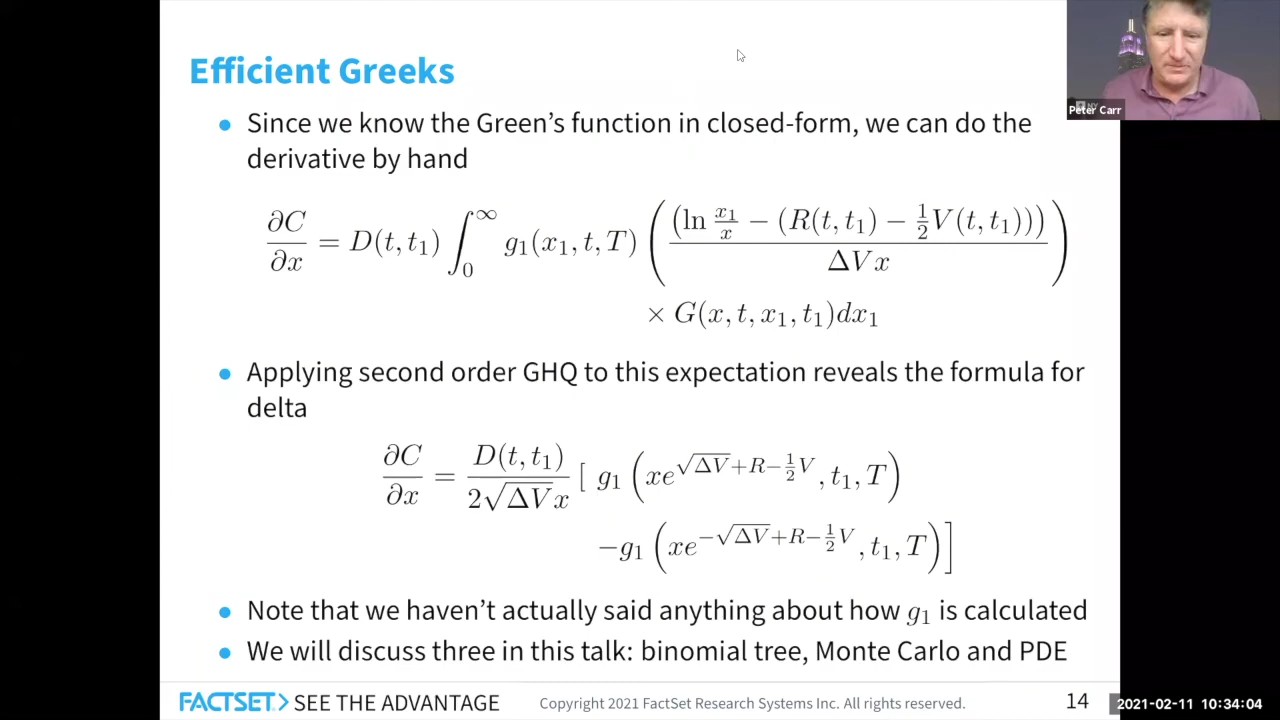 Efficient Greeks
Peter Carr
• Since we know the Green's function in closed-form, we can do the
derivative by hand
∂C/∂x = D(t, t₁) ∫₀^∞ g₁(x₁, t, T) ( (ln x₁/x − (R(t, t₁) − ½V(t, t₁))) / ΔV x )
× G(x, t, x₁, t₁)dx₁
• Applying second order GHQ to this expectation reveals the formula for
delta
∂C/∂x = D(t, t₁) / 2√ΔV x [ g₁ (xe^{√ΔV+R−½V}, t₁, T)
−g₁ (xe^{−√ΔV+R−½V}, t₁, T) ]
• Note that we haven't actually said anything about how g₁ is calculated
• We will discuss three in this talk: binomial tree, Monte Carlo and PDE
FACTSET> SEE THE ADVANTAGE
Copyright 2021 FactSet Research Systems Inc. All rights reserved.
14
2021-02-11 10:34:04